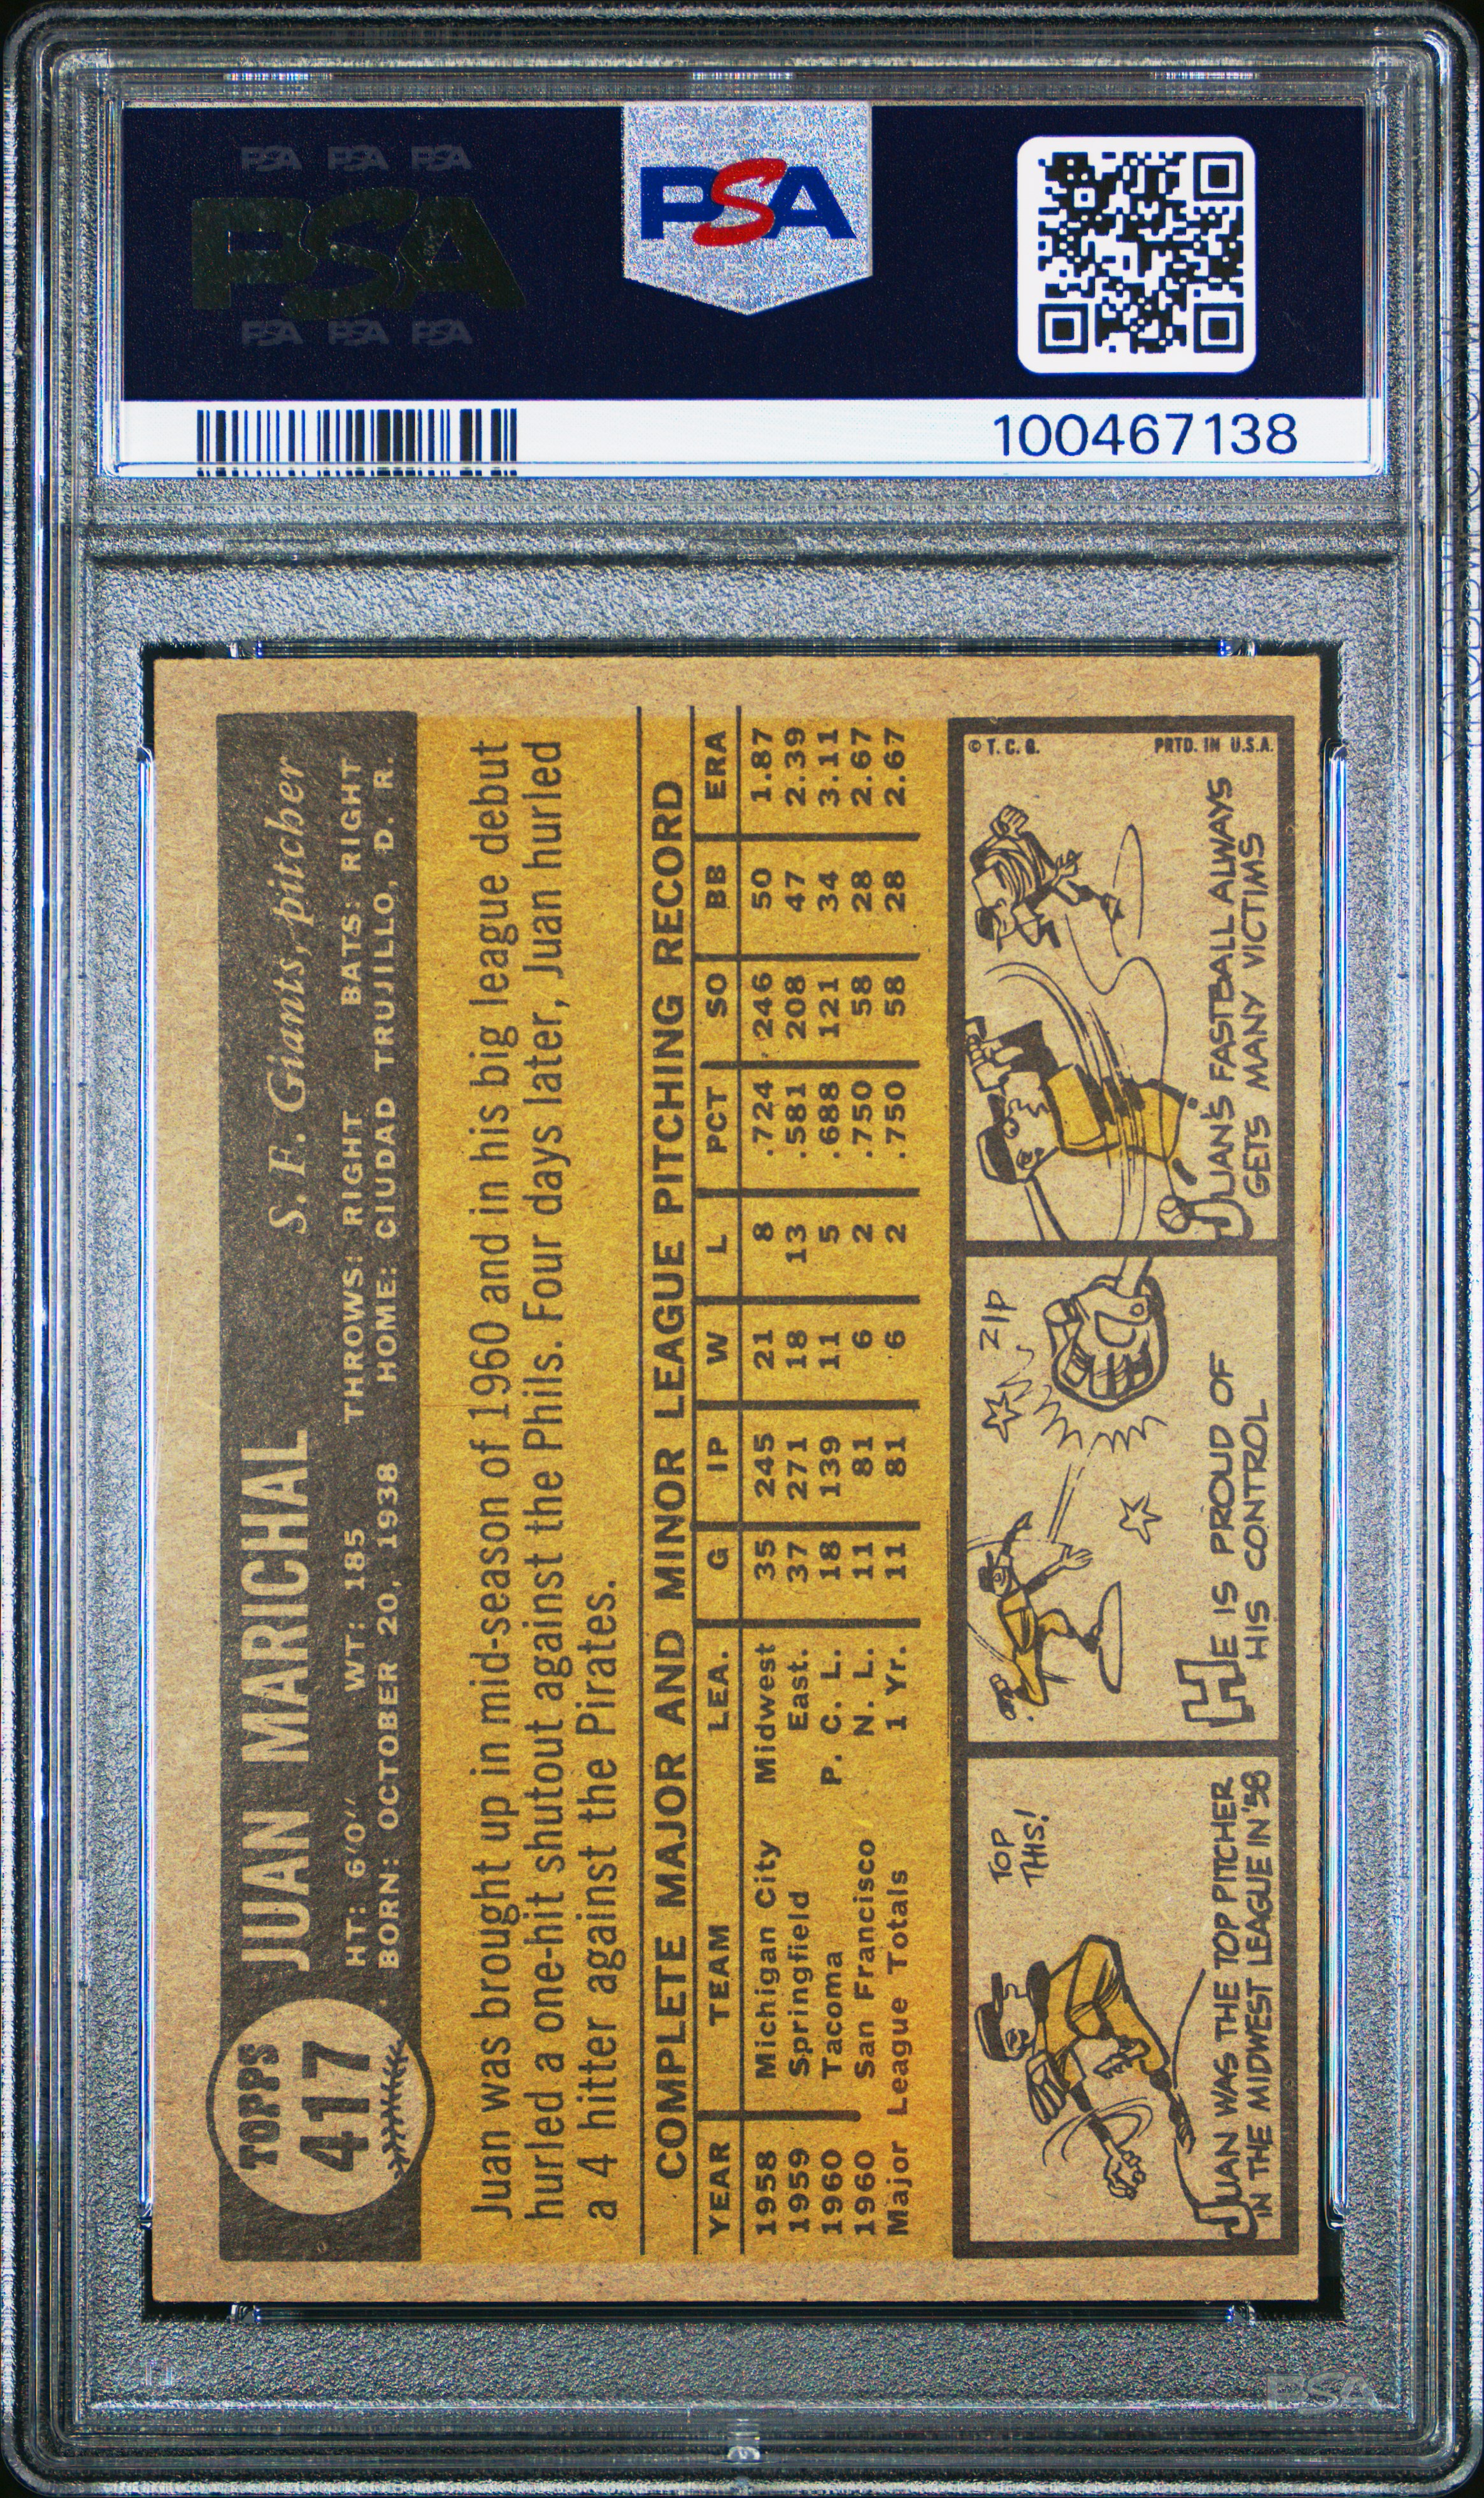 PSA PSA PSA
PSA
PSA PSA PSA
PSA
100467138
TOPPS
417
JUAN MARICHAL
S. F. Giants, pitcher
HT: 6'0" WT: 185 THROWS: RIGHT BATS: RIGHT
BORN: OCTOBER 20, 1938 HOME: CIUDAD TRUJILLO, D. R.
Juan was brought up in mid-season of 1960 and in his big league debut
hurled a one-hit shutout against the Phils. Four days later, Juan hurled
a 4 hitter against the Pirates.
COMPLETE MAJOR AND MINOR LEAGUE PITCHING RECORD
YEAR TEAM LEA. G IP W L PCT SO BB ERA
1958 Michigan City Midwest 35 245 21 8 .724 246 50 1.87
1959 Springfield East. 37 271 18 13 .581 208 47 2.39
1960 Tacoma P. C. L. 18 139 11 5 .688 121 34 3.11
1960 San Francisco N. L. 11 81 6 2 .750 58 28 2.67
Major League Totals 1 Yr. 11 81 6 2 .750 58 28 2.67
TOP
THIS!
JUAN WAS THE TOP PITCHER
IN THE MIDWEST LEAGUE IN '58
ZIP
HE IS PROUD OF
HIS CONTROL
© T. C. G. PRTD. IN U.S.A.
JUAN'S FASTBALL ALWAYS
GETS MANY VICTIMS
PSA